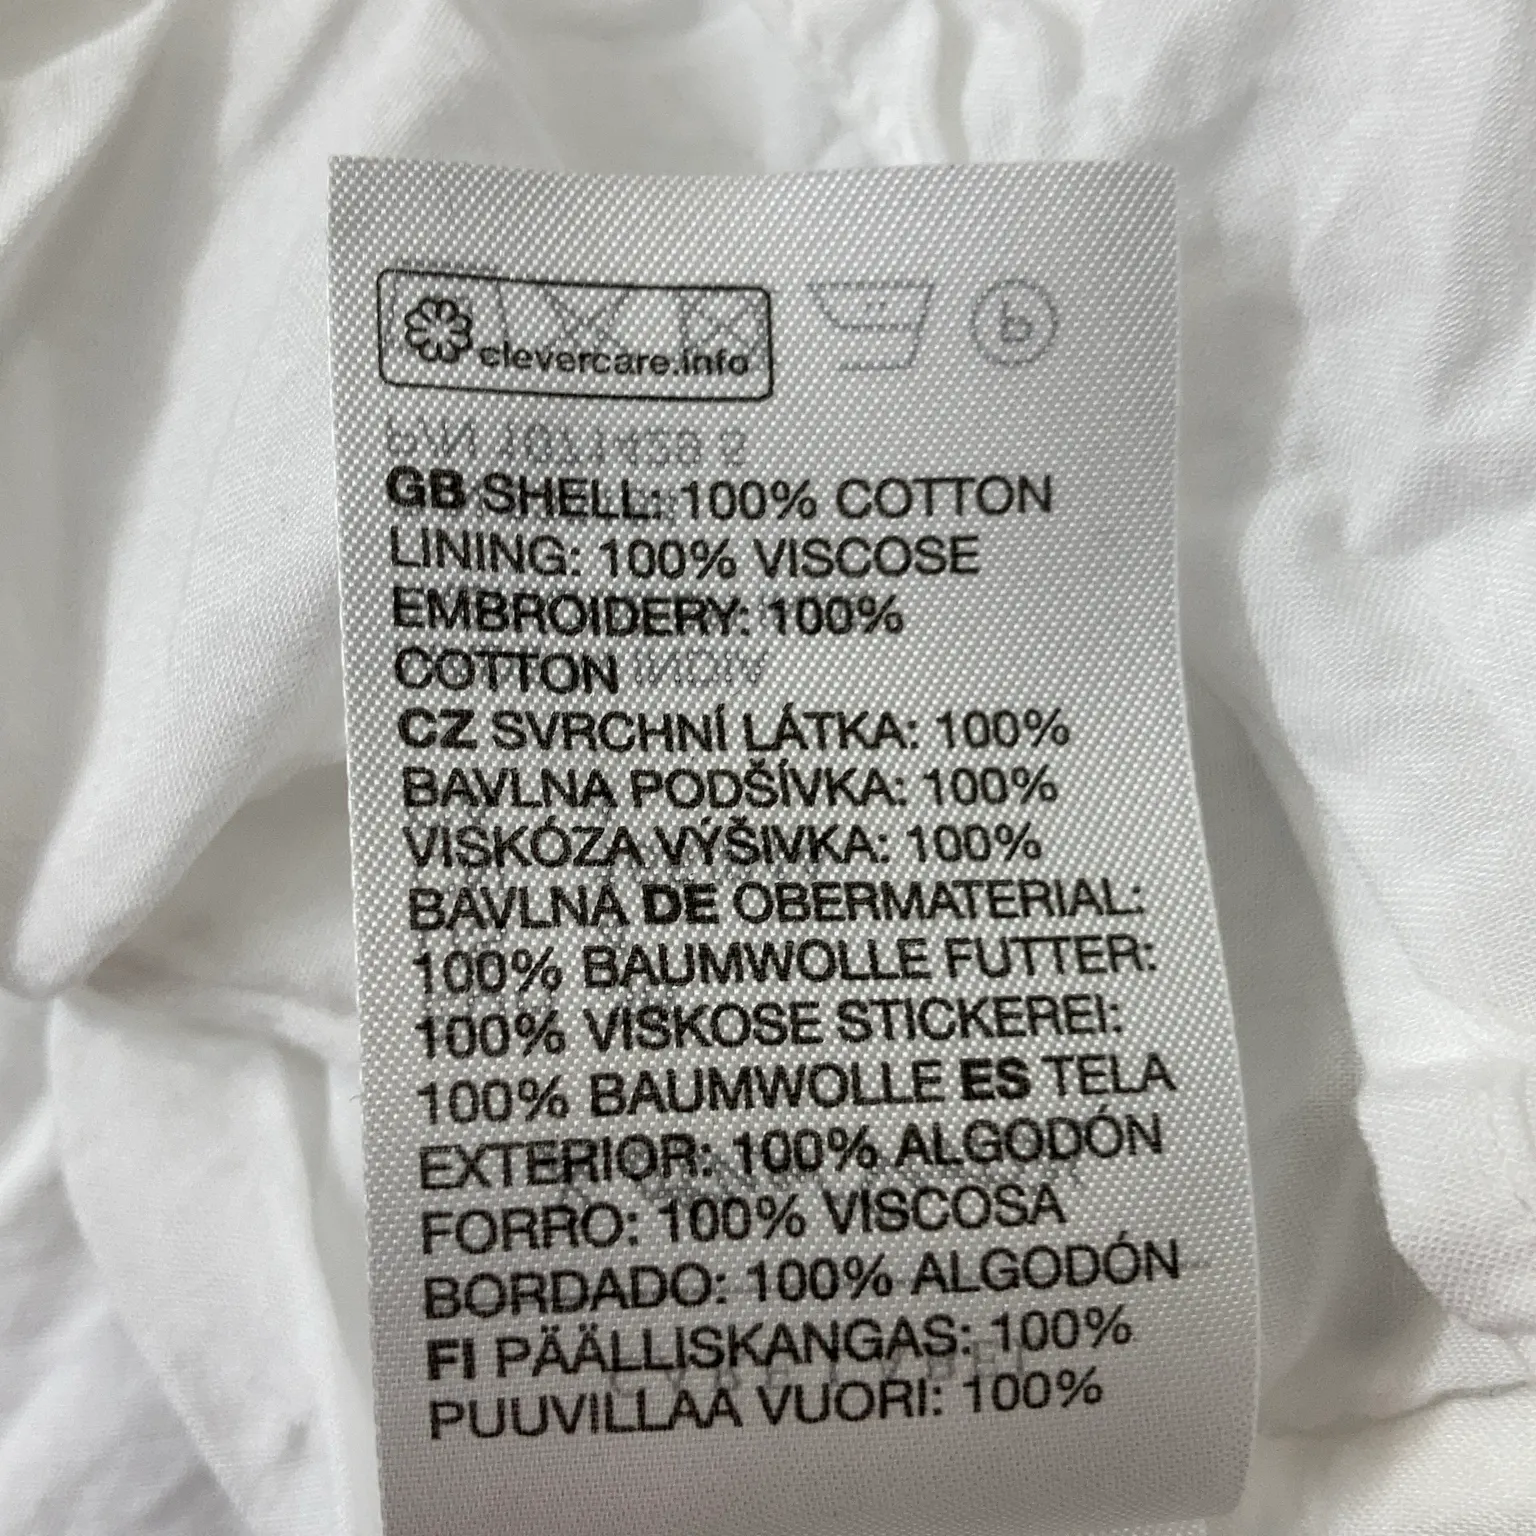 clevercare.info
GB SHELL: 100% COTTON
LINING: 100% VISCOSE
EMBROIDERY: 100%
COTTON
CZ SVRCHNÍ LÁTKA: 100%
BAVLNA PODŠÍVKA: 100%
VISKÓZA VÝŠIVKA: 100%
BAVLNA DE OBERMATERIAL:
100% BAUMWOLLE FUTTER:
100% VISKOSE STICKEREI:
100% BAUMWOLLE ES TELA
EXTERIOR: 100% ALGODÓN
FORRO: 100% VISCOSA
BORDADO: 100% ALGODÓN
FI PÄÄLLISKANGAS: 100%
PUUVILLAA VUORI: 100%